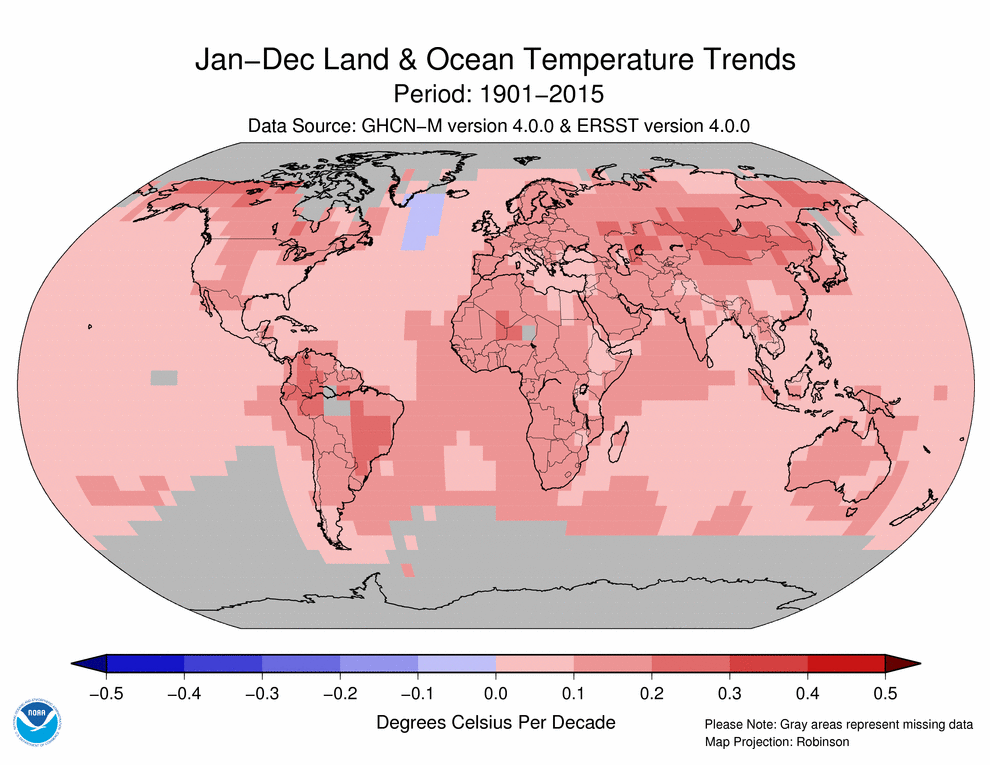 Jan−Dec Land & Ocean Temperature Trends
Period: 1901−2015
Data Source: GHCN−M version 4.0.0 & ERSST version 4.0.0
−0.5 −0.4 −0.3 −0.2 −0.1 0.0 0.1 0.2 0.3 0.4 0.5
Degrees Celsius Per Decade
Please Note: Gray areas represent missing data
Map Projection: Robinson
NOAA